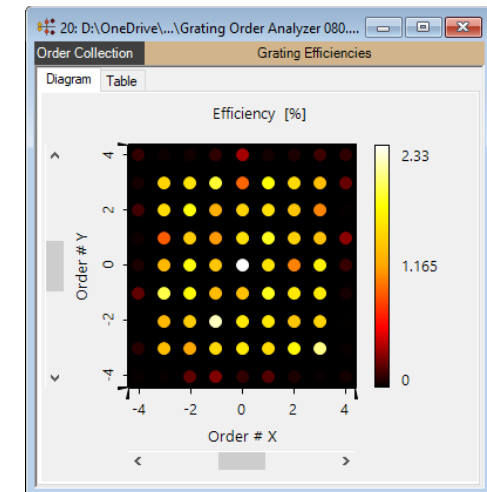 20: D:\OneDrive\...\Grating Order Analyzer 080....
Order Collection Grating Efficiencies
Diagram Table
Efficiency [%]
4
2
0
-2
-4
Order # Y
-4 -2 0 2 4
Order # X
2.33
1.165
0